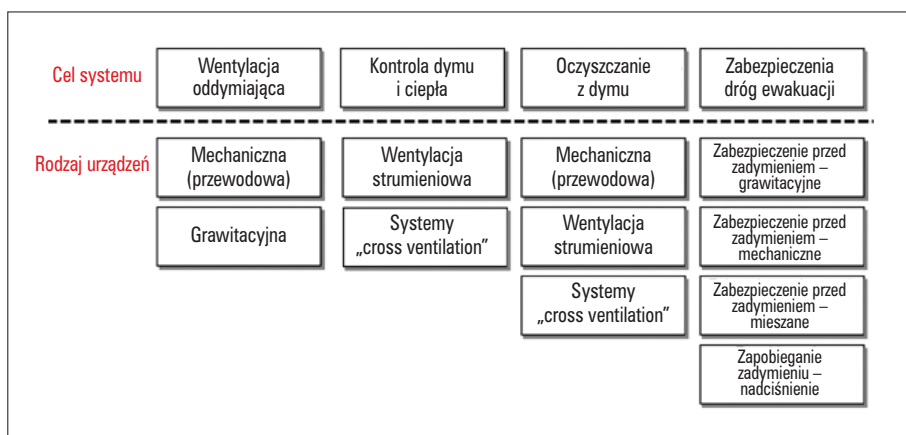 Cel systemu
Wentylacja
oddymiająca
Kontrola dymu
i ciepła
Oczyszczanie
z dymu
Zabezpieczenia
dróg ewakuacji
Rodzaj urządzeń
Mechaniczna
(przewodowa)
Wentylacja
strumieniowa
Mechaniczna
(przewodowa)
Zabezpieczenie przed
zadymieniem –
grawitacyjne
Grawitacyjna
Systemy
„cross ventilation”
Wentylacja
strumieniowa
Zabezpieczenie przed
zadymieniem –
mechaniczne
Systemy
„cross ventilation”
Zabezpieczenie przed
zadymieniem –
mieszane
Zapobieganie
zadymieniu –
nadciśnienie